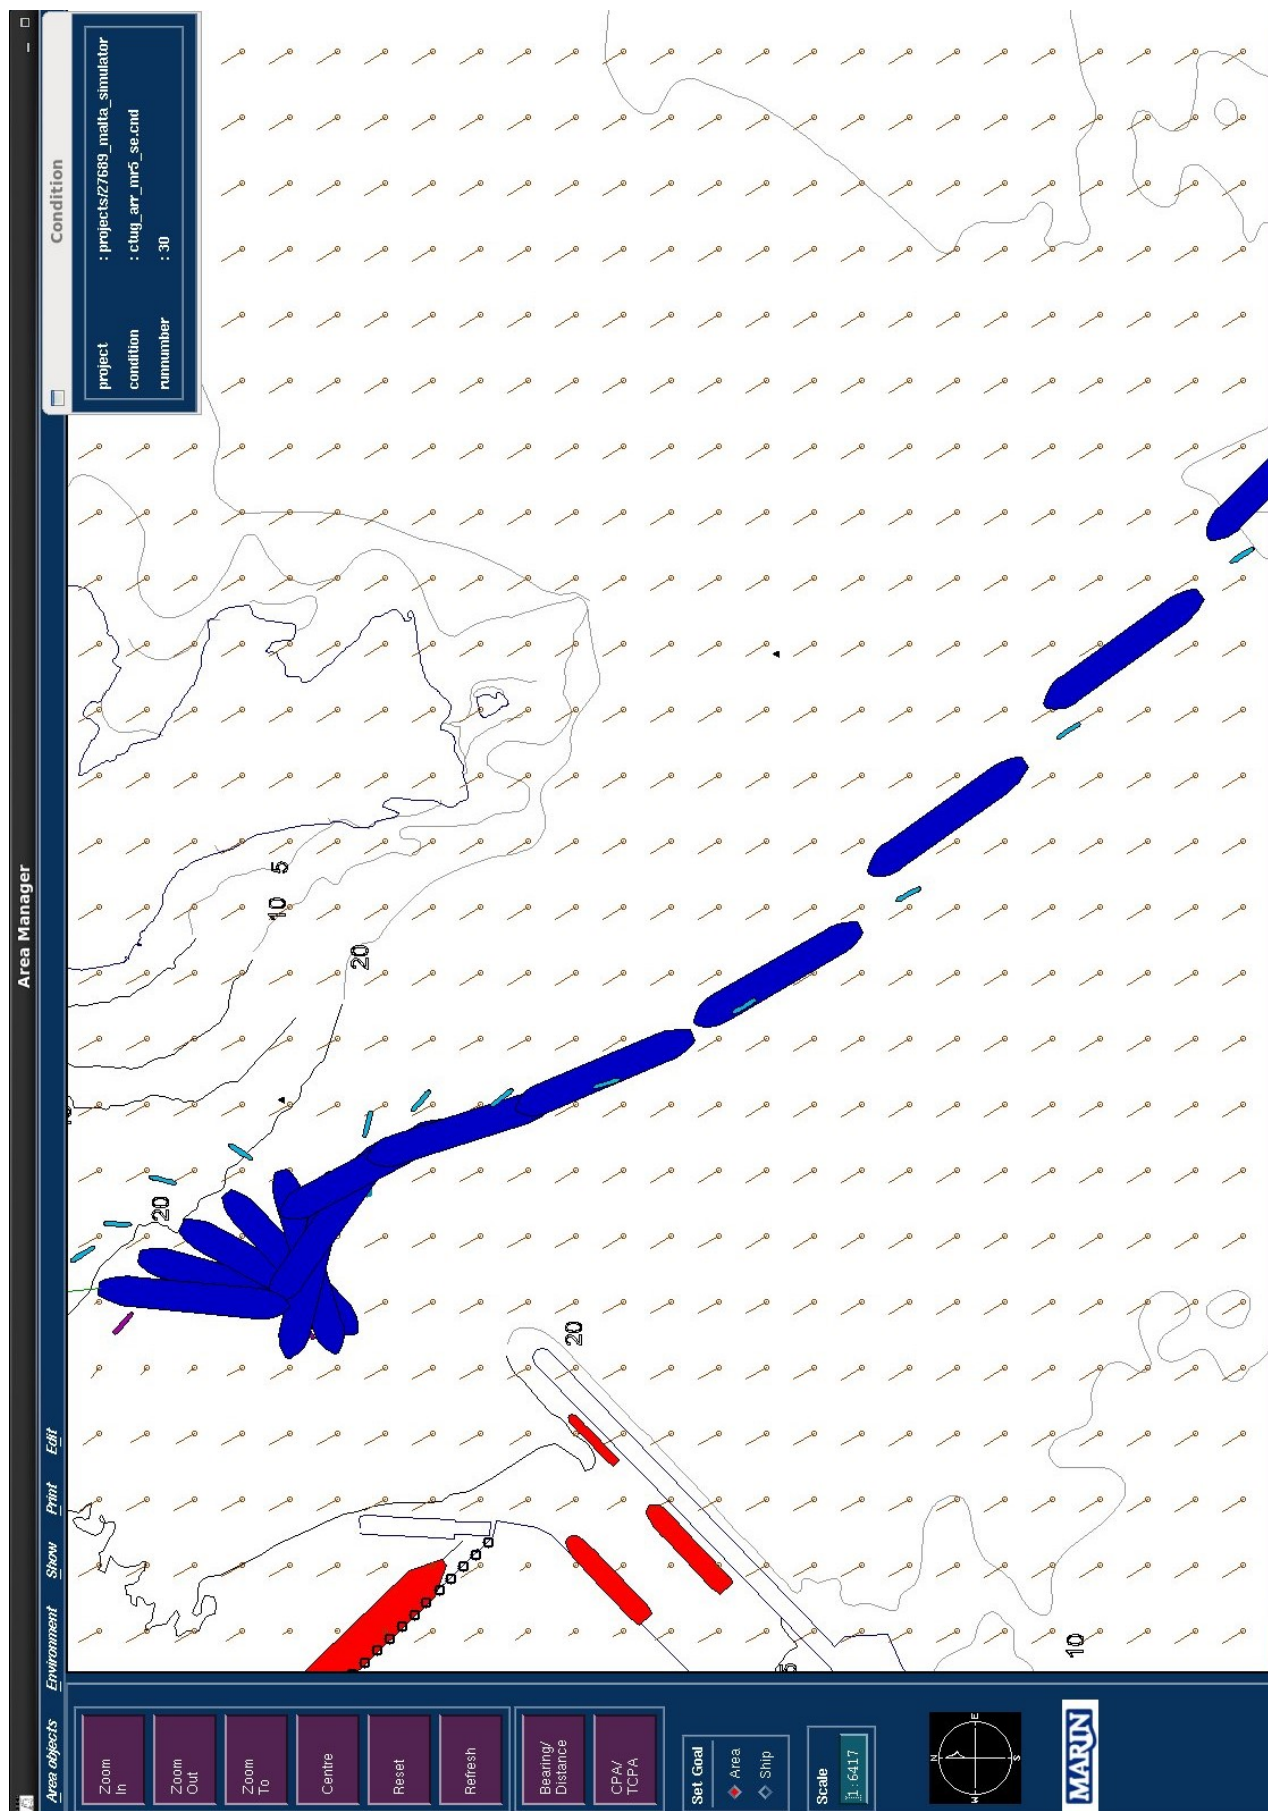 Area Manager
Area objects Environment Show Print Edit
Condition
project : projects/27689_malta_simulator
condition : ctug_arr_mr5_se.cnd
runnumber : 30
Zoom
In
Zoom
Out
Zoom
To
Centre
Reset
Refresh
Bearing/
Distance
CPA/
TCPA
Set Goal
Area
Ship
Scale
1:6417
N
W E
S
MARIN
20
20
10
5
20
10